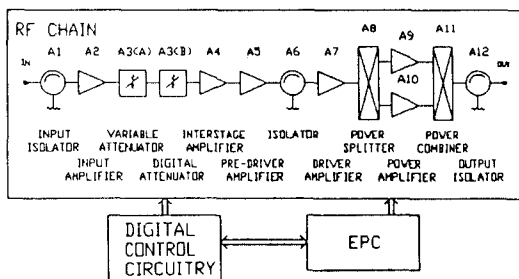 RF CHAIN
A1 A2 A3(A) A3(B) A4 A5 A6 A7 A8 A9 A10 A11 A12
IN OUT
INPUT ISOLATOR
INPUT AMPLIFIER
VARIABLE ATTENUATOR
DIGITAL ATTENUATOR
INTERSTAGE AMPLIFIER
PRE-DRIVER AMPLIFIER
ISOLATOR
DRIVER AMPLIFIER
POWER SPLITTER
POWER AMPLIFIER
POWER COMBINER
OUTPUT ISOLATOR
DIGITAL
CONTROL
CIRCUITRY
EPC